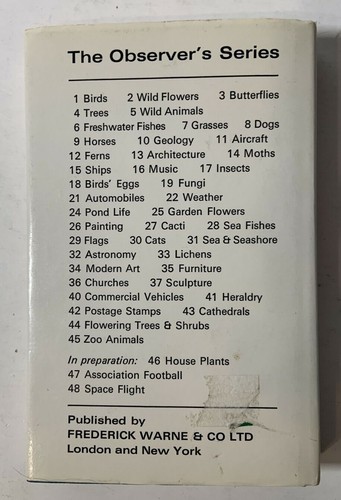 The Observer's Series
1 Birds 2 Wild Flowers 3 Butterflies
4 Trees 5 Wild Animals
6 Freshwater Fishes 7 Grasses 8 Dogs
9 Horses 10 Geology 11 Aircraft
12 Ferns 13 Architecture 14 Moths
15 Ships 16 Music 17 Insects
18 Birds' Eggs 19 Fungi
21 Automobiles 22 Weather
24 Pond Life 25 Garden Flowers
26 Painting 27 Cacti 28 Sea Fishes
29 Flags 30 Cats 31 Sea & Seashore
32 Astronomy 33 Lichens
34 Modern Art 35 Furniture
36 Churches 37 Sculpture
40 Commercial Vehicles 41 Heraldry
42 Postage Stamps 43 Cathedrals
44 Flowering Trees & Shrubs
45 Zoo Animals
In preparation: 46 House Plants
47 Association Football
48 Space Flight
Published by
FREDERICK WARNE & CO LTD
London and New York